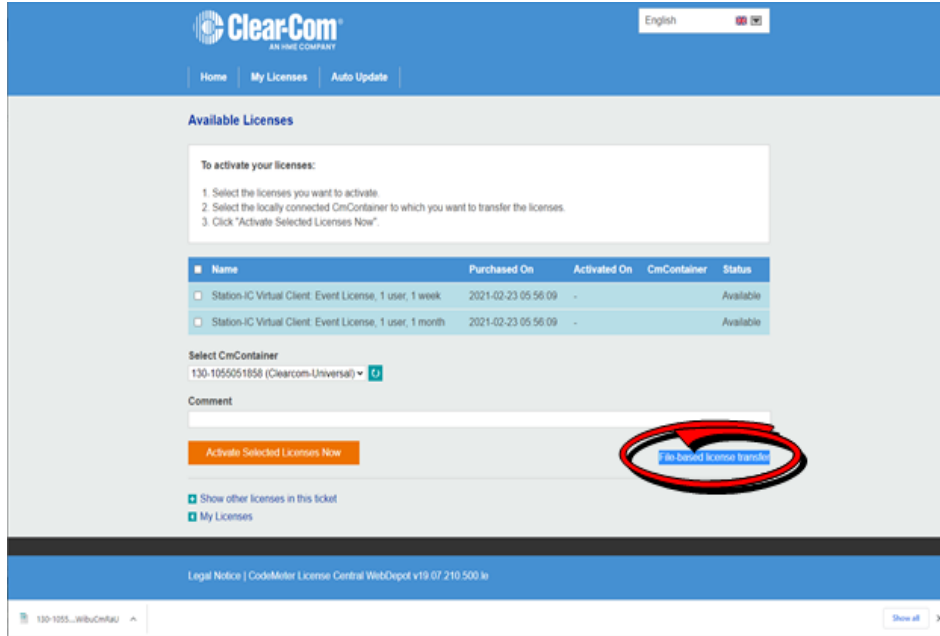 Clear-Com
AN HME COMPANY
English
Home
My Licenses
Auto Update
Available Licenses
To activate your licenses:
1. Select the licenses you want to activate.
2. Select the locally connected CmContainer to which you want to transfer the licenses.
3. Click "Activate Selected Licenses Now".
Name Purchased On Activated On CmContainer Status
Station-IC Virtual Client: Event License, 1 user, 1 week 2021-02-23 05:56:09 - Available
Station-IC Virtual Client: Event License, 1 user, 1 month 2021-02-23 05:56:09 - Available
Select CmContainer
130-1055051858 (Clearcom-Universal)
Comment
Activate Selected Licenses Now
File-based license transfer
Show other licenses in this ticket
My Licenses
Legal Notice | CodeMeter License Central WebDepot v19.07.210.500.le
130-1055...WibuCmRaU
Show all